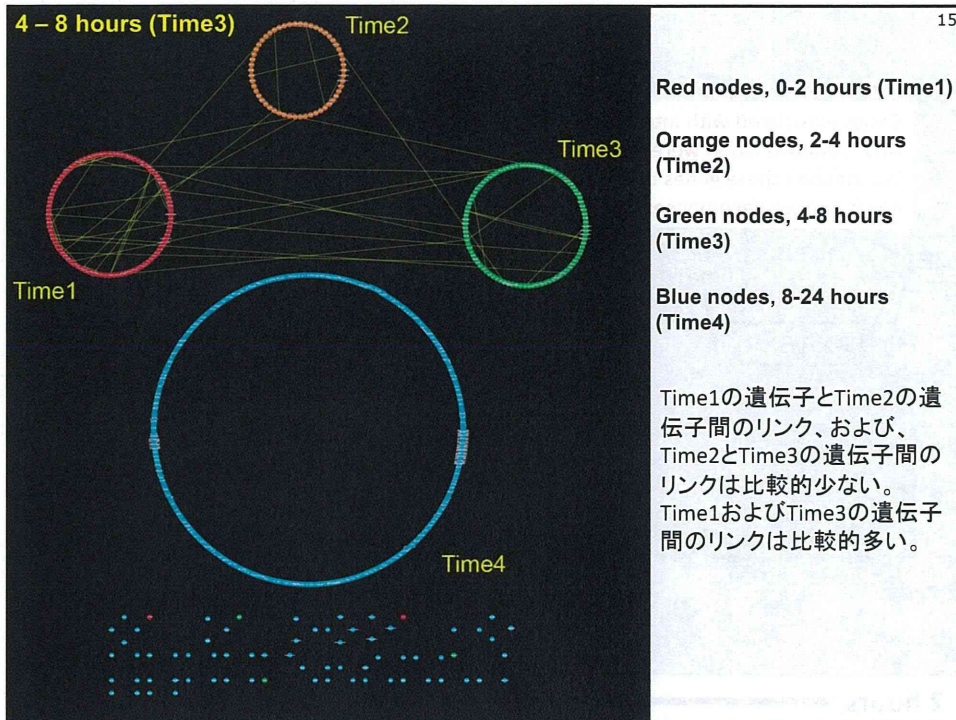 4 – 8 hours (Time3)
Time2
Time3
Time1
Time4
15
Red nodes, 0-2 hours (Time1)
Orange nodes, 2-4 hours
(Time2)
Green nodes, 4-8 hours
(Time3)
Blue nodes, 8-24 hours
(Time4)
Time1の遺伝子とTime2の遺
伝子間のリンク、および、
Time2とTime3の遺伝子間の
リンクは比較的少ない。
Time1およびTime3の遺伝子
間のリンクは比較的多い。